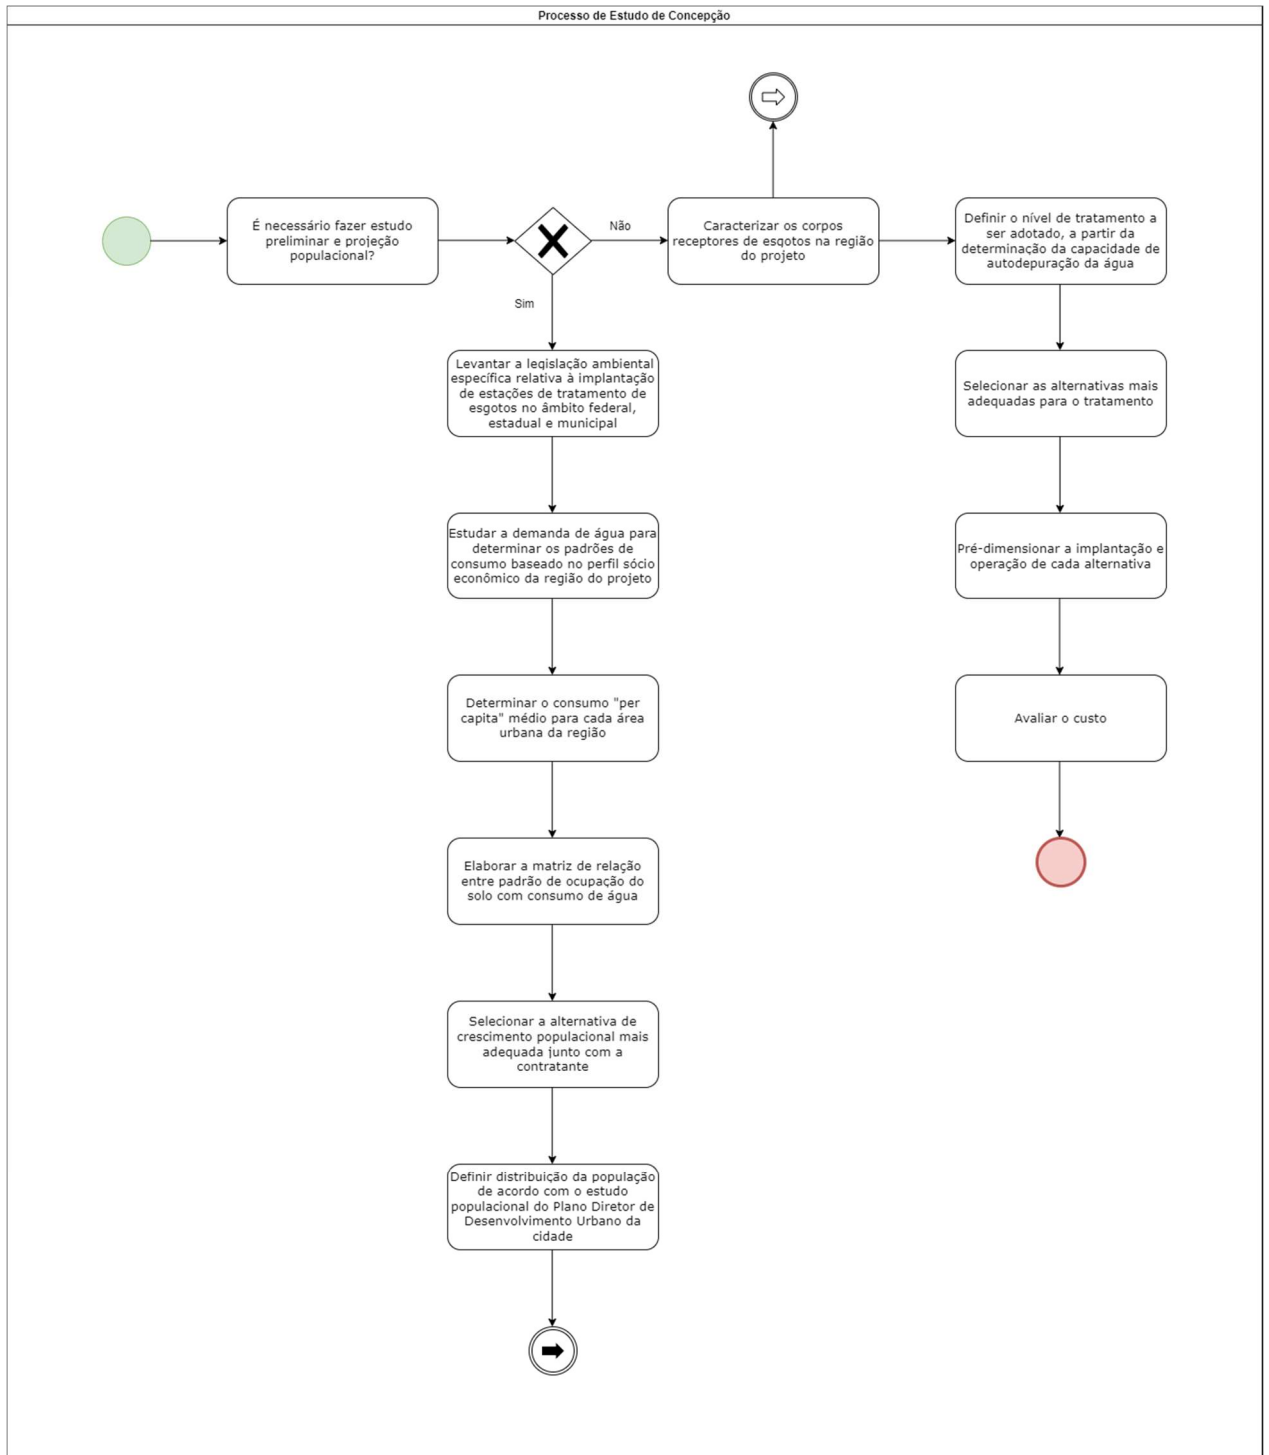 Processo de Estudo de Concepção
É necessário fazer estudo
preliminar e projeção
populacional?
Não
Sim
Caracterizar os corpos
receptores de esgotos na região
do projeto
Definir o nível de tratamento a
ser adotado, a partir da
determinação da capacidade de
autodepuração da água
Levantar a legislação ambiental
específica relativa à implantação
de estações de tratamento de
esgotos no âmbito federal,
estadual e municipal
Selecionar as alternativas mais
adequadas para o tratamento
Estudar a demanda de água para
determinar os padrões de
consumo baseado no perfil sócio
econômico da região do projeto
Pré-dimensionar a implantação e
operação de cada alternativa
Determinar o consumo "per
capita" médio para cada área
urbana da região
Avaliar o custo
Elaborar a matriz de relação
entre padrão de ocupação do
solo com consumo de água
Selecionar a alternativa de
crescimento populacional mais
adequada junto com a
contratante
Definir distribuição da população
de acordo com o estudo
populacional do Plano Diretor de
Desenvolvimento Urbano da
cidade